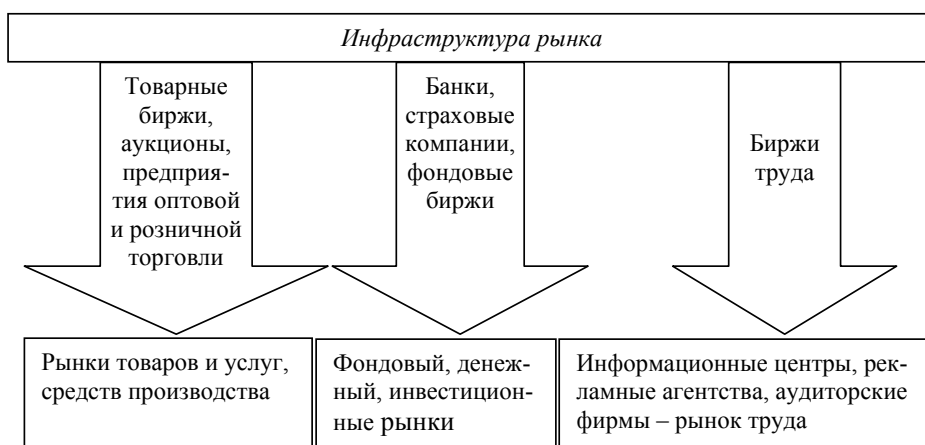 Инфраструктура рынка
Товарные
биржи,
аукционы,
предприя-
тия оптовой
и розничной
торговли
Банки,
страховые
компании,
фондовые
биржи
Биржи
труда
Рынки товаров и услуг,
средств производства
Фондовый, денеж-
ный, инвестицион-
ные рынки
Информационные центры, рек-
ламные агентства, аудиторские
фирмы – рынок труда